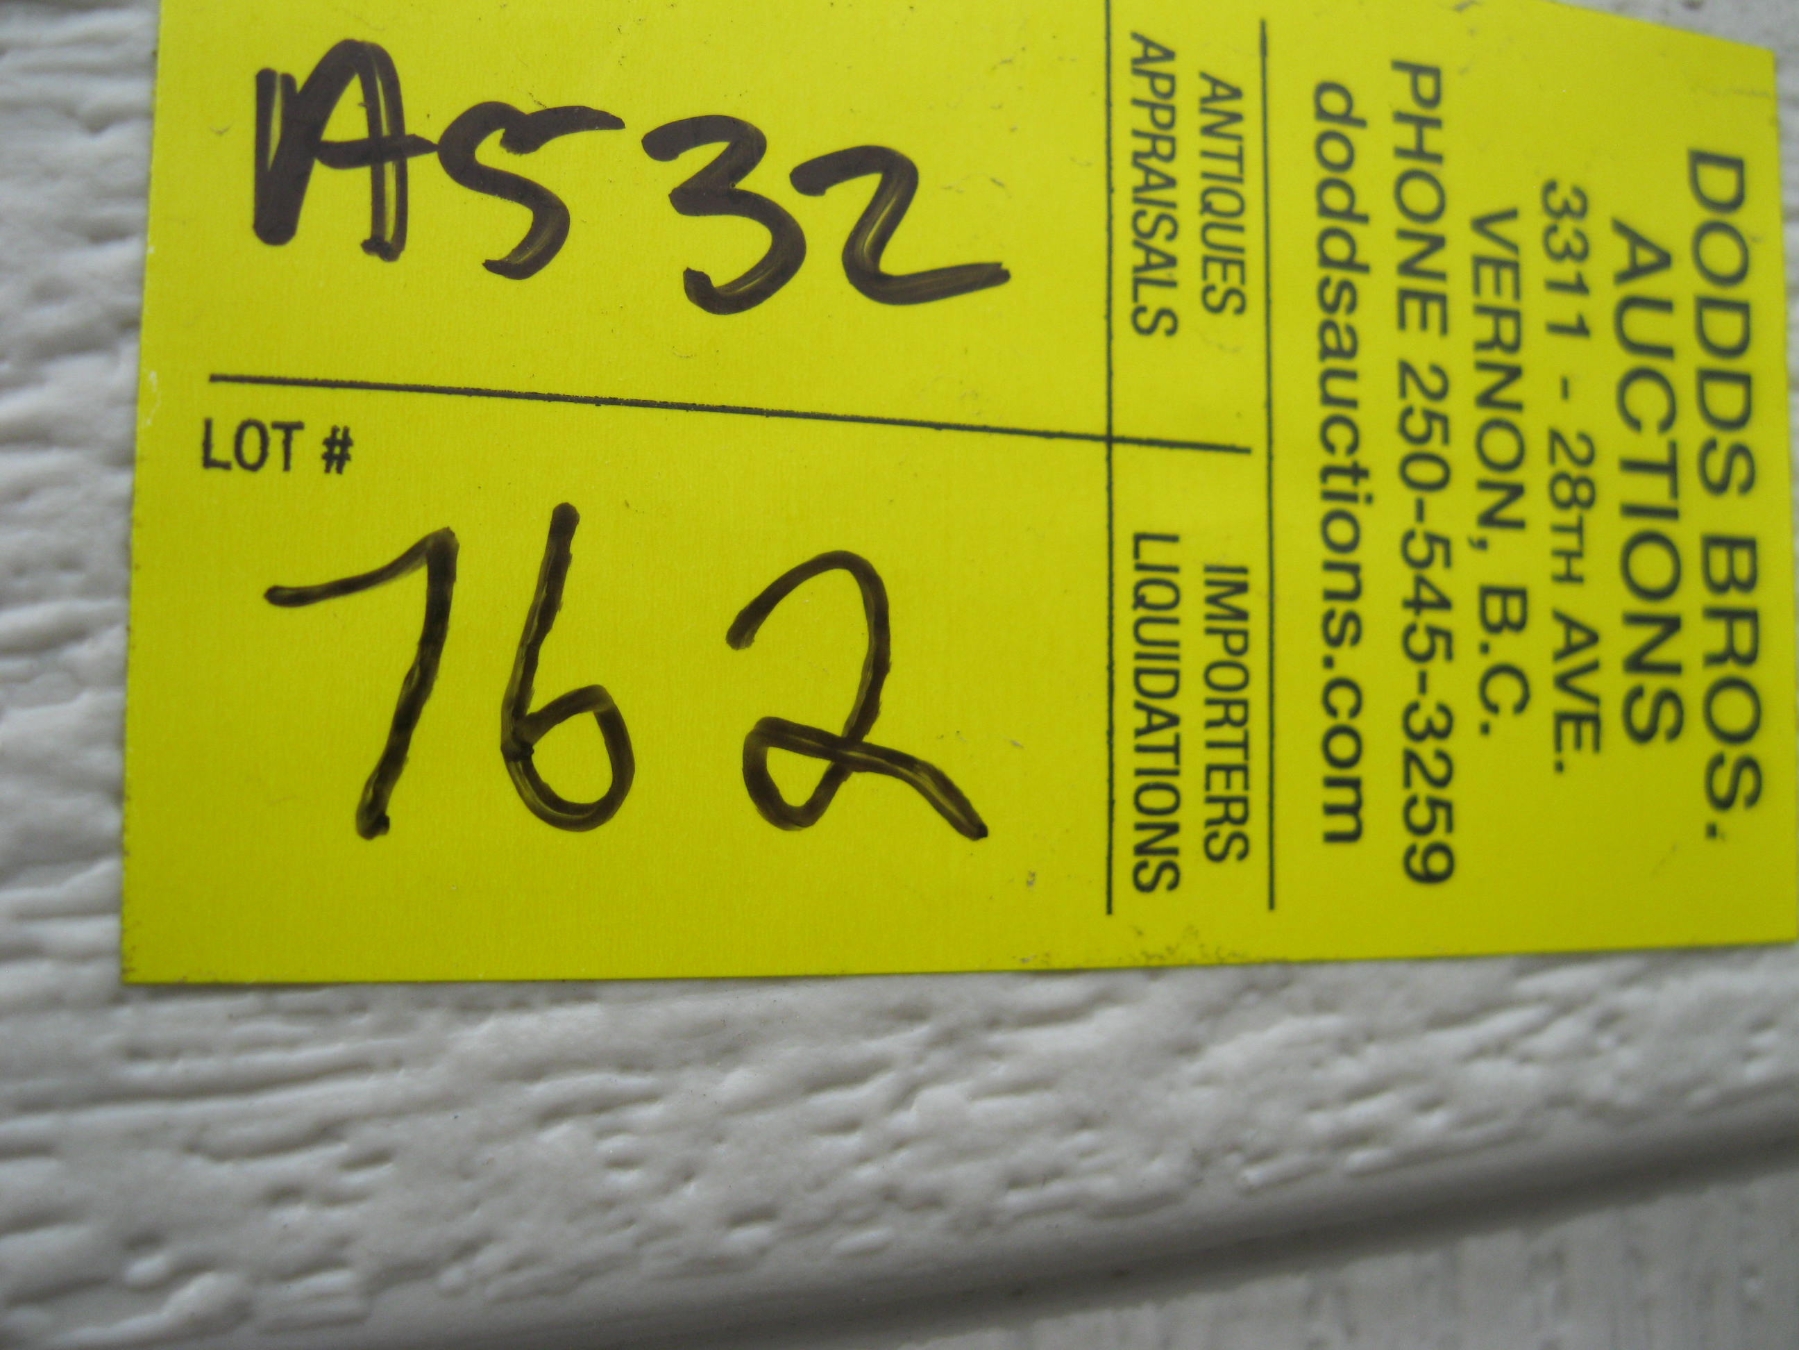 DODDS BROS.
AUCTIONS
3311 - 28TH AVE.
VERNON, B.C.
PHONE 250-545-3259
doddsauctions.com
ANTIQUES IMPORTERS
APPRAISALS LIQUIDATIONS
A532
LOT #
762